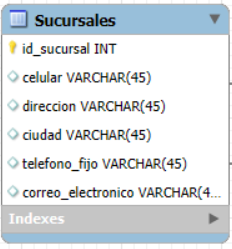 Sucursales
id_sucursal INT
celular VARCHAR(45)
direccion VARCHAR(45)
ciudad VARCHAR(45)
telefono_fijo VARCHAR(45)
correo_electronico VARCHAR(4...
Indexes